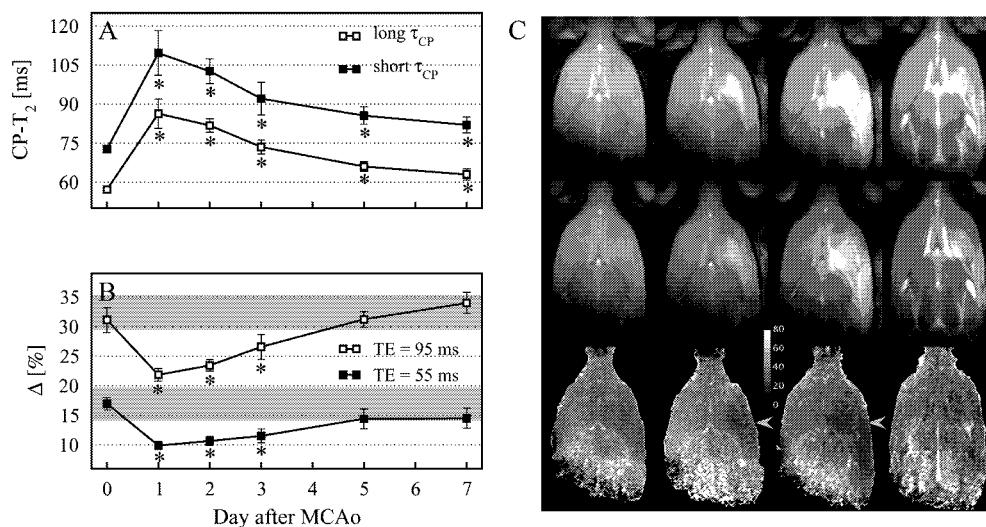 A
120
105
90
75
60
CP-T2 [ms]
long τCP
short τCP
*
*
*
*
*
*
*
*
*
*
B
35
30
25
20
15
10
Δ [%]
TE = 95 ms
TE = 55 ms
*
*
*
*
*
*
0 1 2 3 4 5 6 7
Day after MCAo
C
80
60
40
20
0